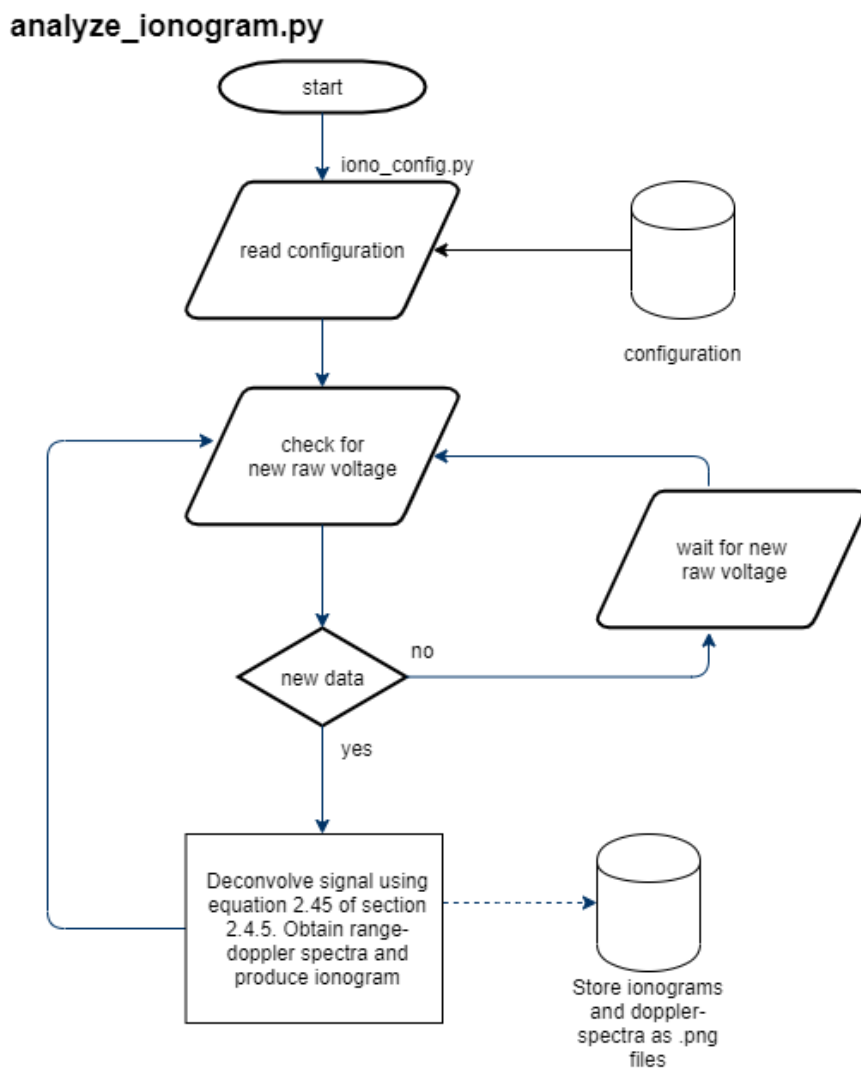 analyze_ionogram.py
start
iono_config.py
read configuration
configuration
check for
new raw voltage
wait for new
raw voltage
new data
no
yes
Deconvolve signal using
equation 2.45 of section
2.4.5. Obtain range-
doppler spectra and
produce ionogram
Store ionograms
and doppler-
spectra as .png
files